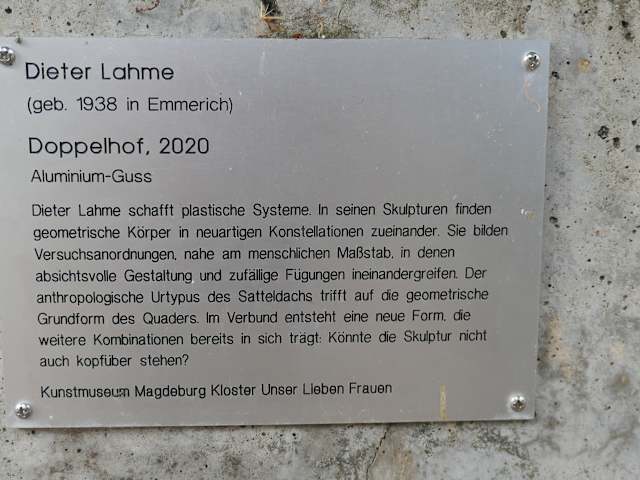 Dieter Lahme
(geb. 1938 in Emmerich)
Doppelhof, 2020
Aluminium-Guss
Dieter Lahme schafft plastische Systeme. In seinen Skulpturen finden
geometrische Körper in neuartigen Konstellationen zueinander. Sie bilden
Versuchsanordnungen, nahe am menschlichen Maßstab, in denen
absichtsvolle Gestaltung und zufällige Fügungen ineinandergreifen. Der
anthropologische Urtypus des Satteldachs trifft auf die geometrische
Grundform des Quaders. Im Verbund entsteht eine neue Form, die
weitere Kombinationen bereits in sich trägt: Könnte die Skulptur nicht
auch kopfüber stehen?
Kunstmuseum Magdeburg Kloster Unser Lieben Frauen